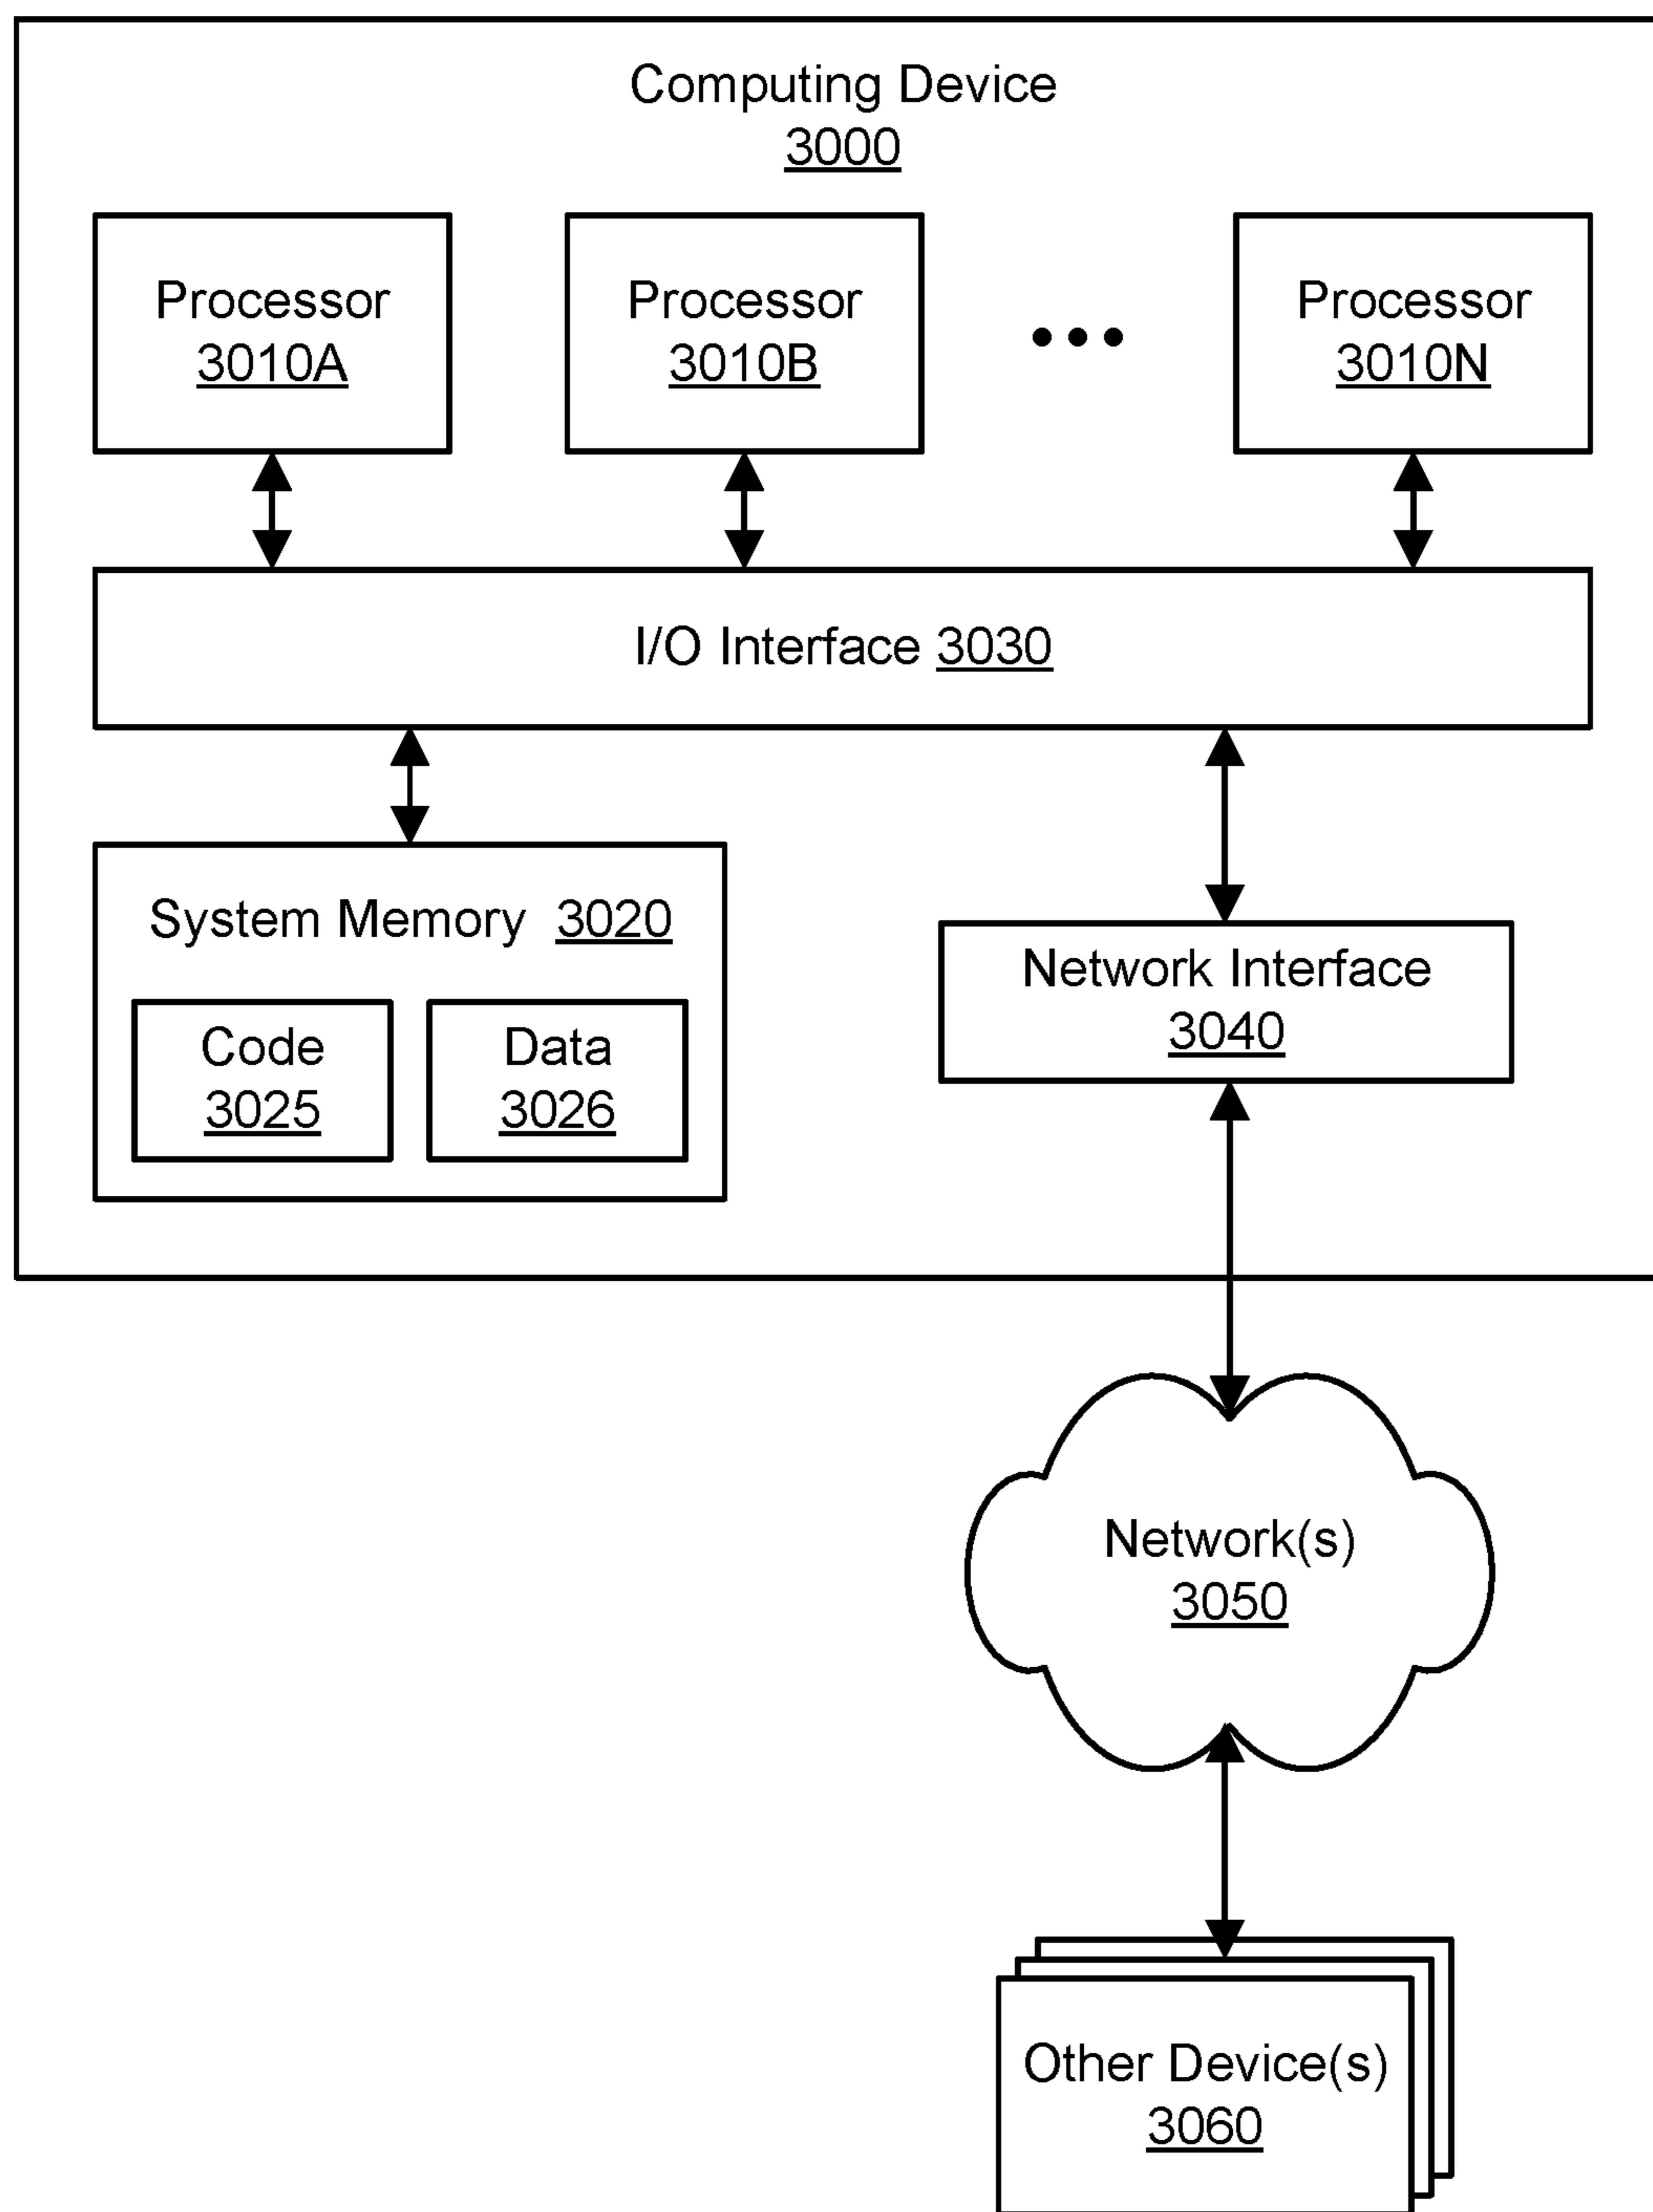 Computing Device
3000
Processor
3010A
Processor
3010B
Processor
3010N
I/O Interface 3030
System Memory 3020
Code
3025
Data
3026
Network Interface
3040
Network(s)
3050
Other Device(s)
3060